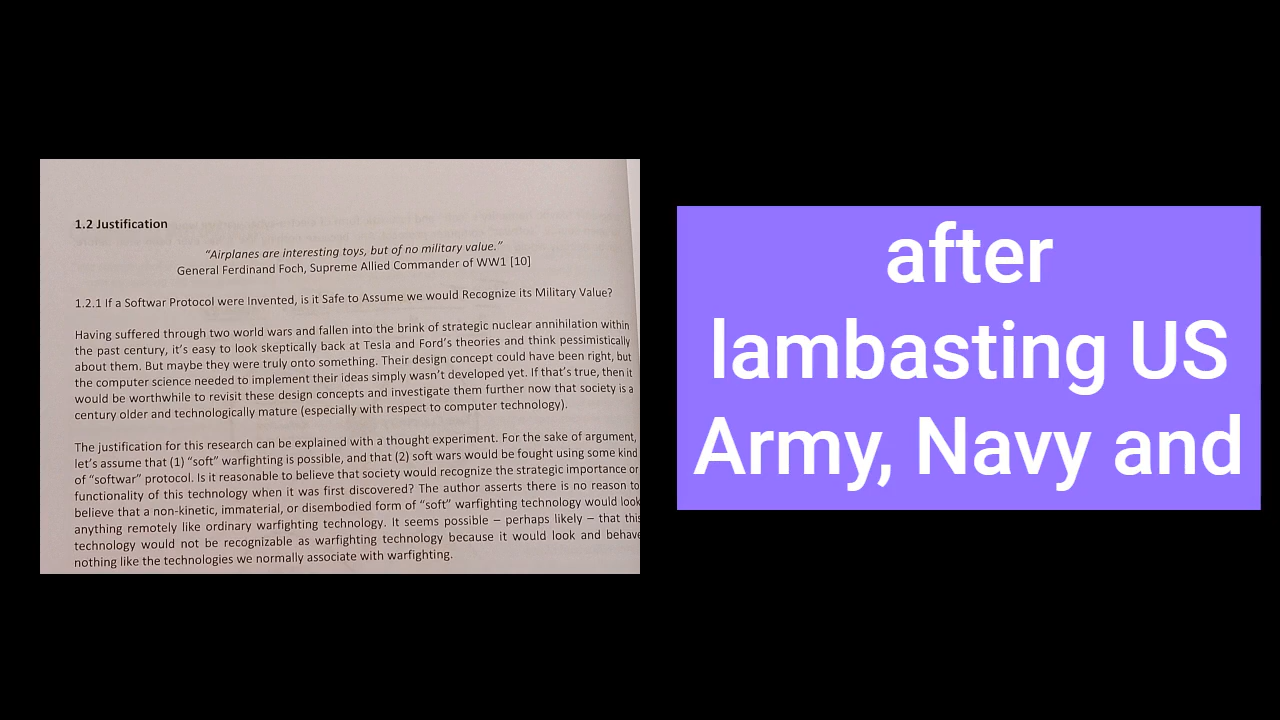 1.2 Justification
“Airplanes are interesting toys, but of no military value.”
General Ferdinand Foch, Supreme Allied Commander of WW1 [10]
1.2.1 If a Softwar Protocol were Invented, is it Safe to Assume we would Recognize its Military Value?
Having suffered through two world wars and fallen into the brink of strategic nuclear annihilation within
the past century, it’s easy to look skeptically back at Tesla and Ford’s theories and think pessimistically
about them. But maybe they were truly onto something. Their design concept could have been right, but
the computer science needed to implement their ideas simply wasn’t developed yet. If that’s true, then it
would be worthwhile to revisit these design concepts and investigate them further now that society is a
century older and technologically mature (especially with respect to computer technology).
The justification for this research can be explained with a thought experiment. For the sake of argument,
let’s assume that (1) “soft” warfighting is possible, and that (2) soft wars would be fought using some kind
of “softwar” protocol. Is it reasonable to believe that society would recognize the strategic importance or
functionality of this technology when it was first discovered? The author asserts there is no reason to
believe that a non-kinetic, immaterial, or disembodied form of “soft” warfighting technology would look
anything remotely like ordinary warfighting technology. It seems possible – perhaps likely – that this
technology would not be recognizable as warfighting technology because it would look and behave
nothing like the technologies we normally associate with warfighting.
after
lambasting US
Army, Navy and